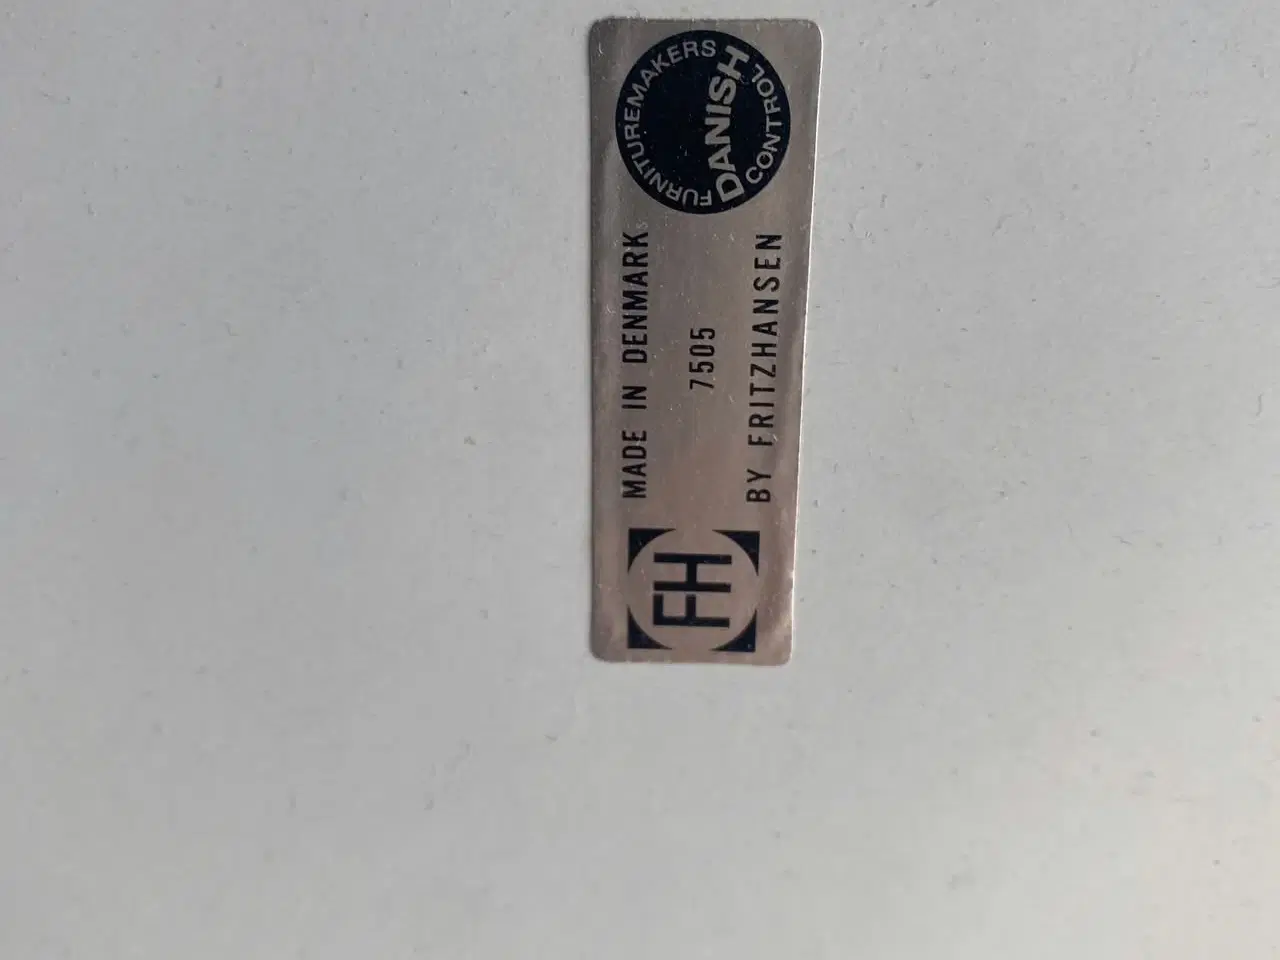 FH
MADE IN DENMARK
7505
BY FRITZHANSEN
FURNITUREMAKERS
DANISH
CONTROL